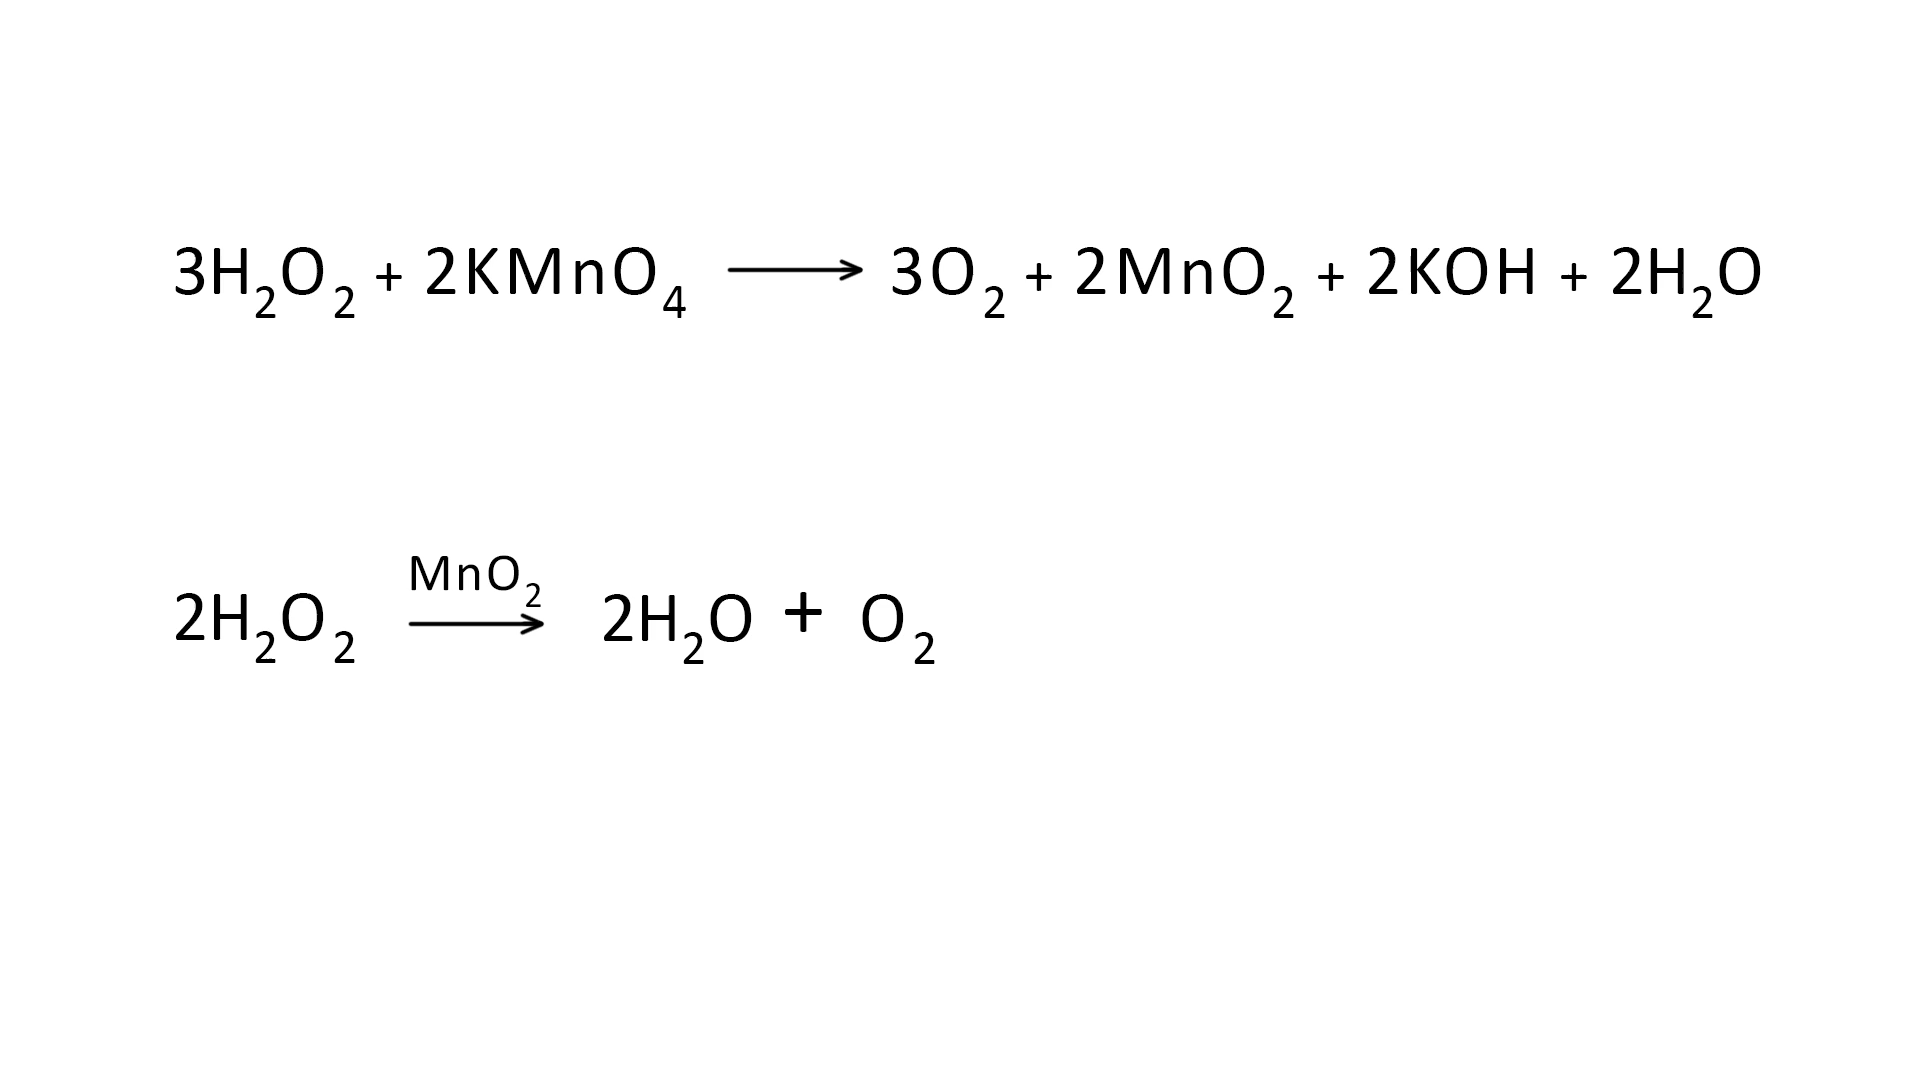 3H₂O₂ + 2KMnO₄ ⟶ 3O₂ + 2MnO₂ + 2KOH + 2H₂O
MnO₂
2H₂O₂ ⟶ 2H₂O + O₂